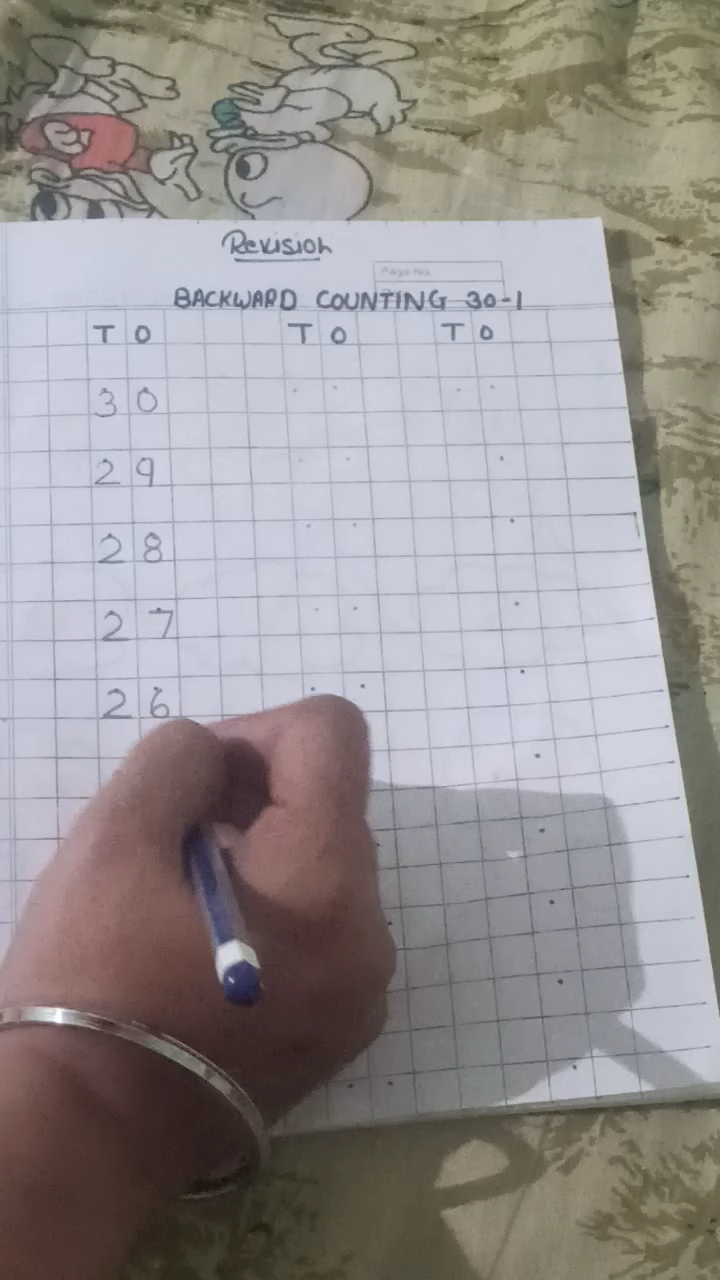 Revision
Page No.
BACKWARD COUNTING 30-1
T O T O T O
3 0
2 9
2 8
2 7
2 6